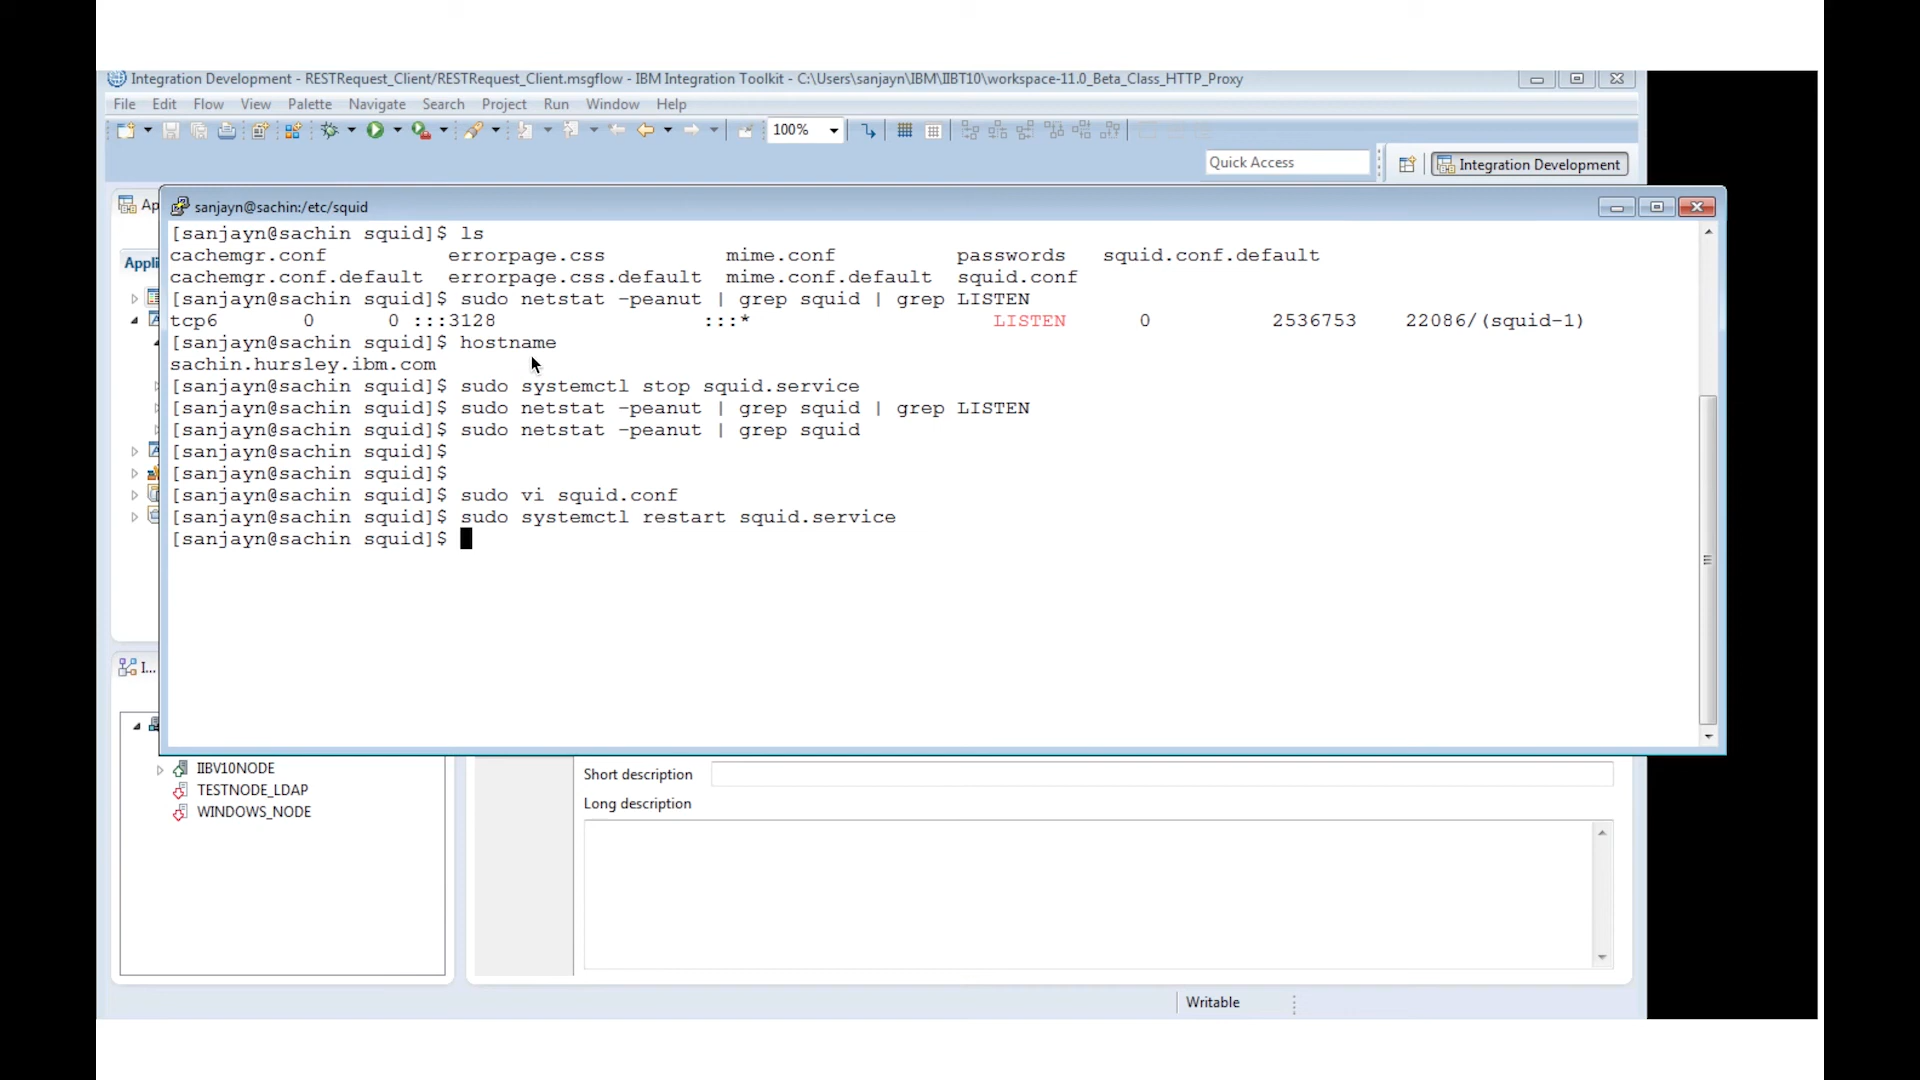 Integration Development - RESTRequest_Client/RESTRequest_Client.msgflow - IBM Integration Toolkit - C:\Users\sanjayn\IBM\IIBT10\workspace-11.0_Beta_Class_HTTP_Proxy
File Edit Flow View Palette Navigate Search Project Run Window Help
100%
Quick Access
Integration Development
Ap
sanjayn@sachin:/etc/squid
Appli
[sanjayn@sachin squid]$ ls
cachemgr.conf errorpage.css mime.conf passwords squid.conf.default
cachemgr.conf.default errorpage.css.default mime.conf.default squid.conf
[sanjayn@sachin squid]$ sudo netstat -peanut | grep squid | grep LISTEN
tcp6 0 0 :::3128 :::* LISTEN 0 2536753 22086/(squid-1)
[sanjayn@sachin squid]$ hostname
sachin.hursley.ibm.com
[sanjayn@sachin squid]$ sudo systemctl stop squid.service
[sanjayn@sachin squid]$ sudo netstat -peanut | grep squid | grep LISTEN
[sanjayn@sachin squid]$ sudo netstat -peanut | grep squid
[sanjayn@sachin squid]$
[sanjayn@sachin squid]$
[sanjayn@sachin squid]$ sudo vi squid.conf
[sanjayn@sachin squid]$ sudo systemctl restart squid.service
[sanjayn@sachin squid]$
I...
IIBV10NODE
TESTNODE_LDAP
WINDOWS_NODE
Short description
Long description
Writable